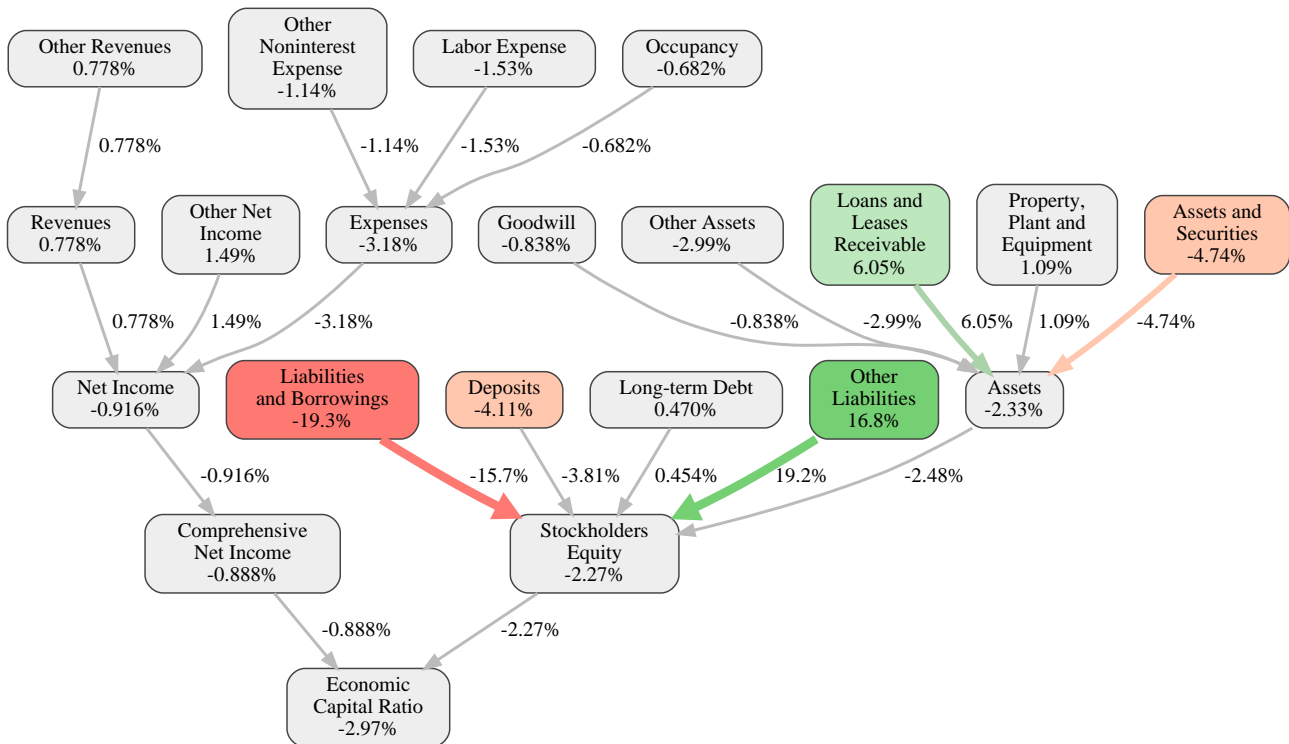 Other Revenues
0.778%
Other
Noninterest
Expense
-1.14%
Labor Expense
-1.53%
Occupancy
-0.682%
0.778%
-1.14%
-1.53%
-0.682%
Revenues
0.778%
Other Net
Income
1.49%
Expenses
-3.18%
Goodwill
-0.838%
Other Assets
-2.99%
Loans and
Leases
Receivable
6.05%
Property,
Plant and
Equipment
1.09%
Assets and
Securities
-4.74%
0.778%
1.49%
-3.18%
-0.838%
-2.99%
6.05%
1.09%
-4.74%
Net Income
-0.916%
Liabilities
and Borrowings
-19.3%
Deposits
-4.11%
Long-term Debt
0.470%
Other
Liabilities
16.8%
Assets
-2.33%
-0.916%
-15.7%
-3.81%
0.454%
19.2%
-2.48%
Comprehensive
Net Income
-0.888%
Stockholders
Equity
-2.27%
-0.888%
-2.27%
Economic
Capital Ratio
-2.97%